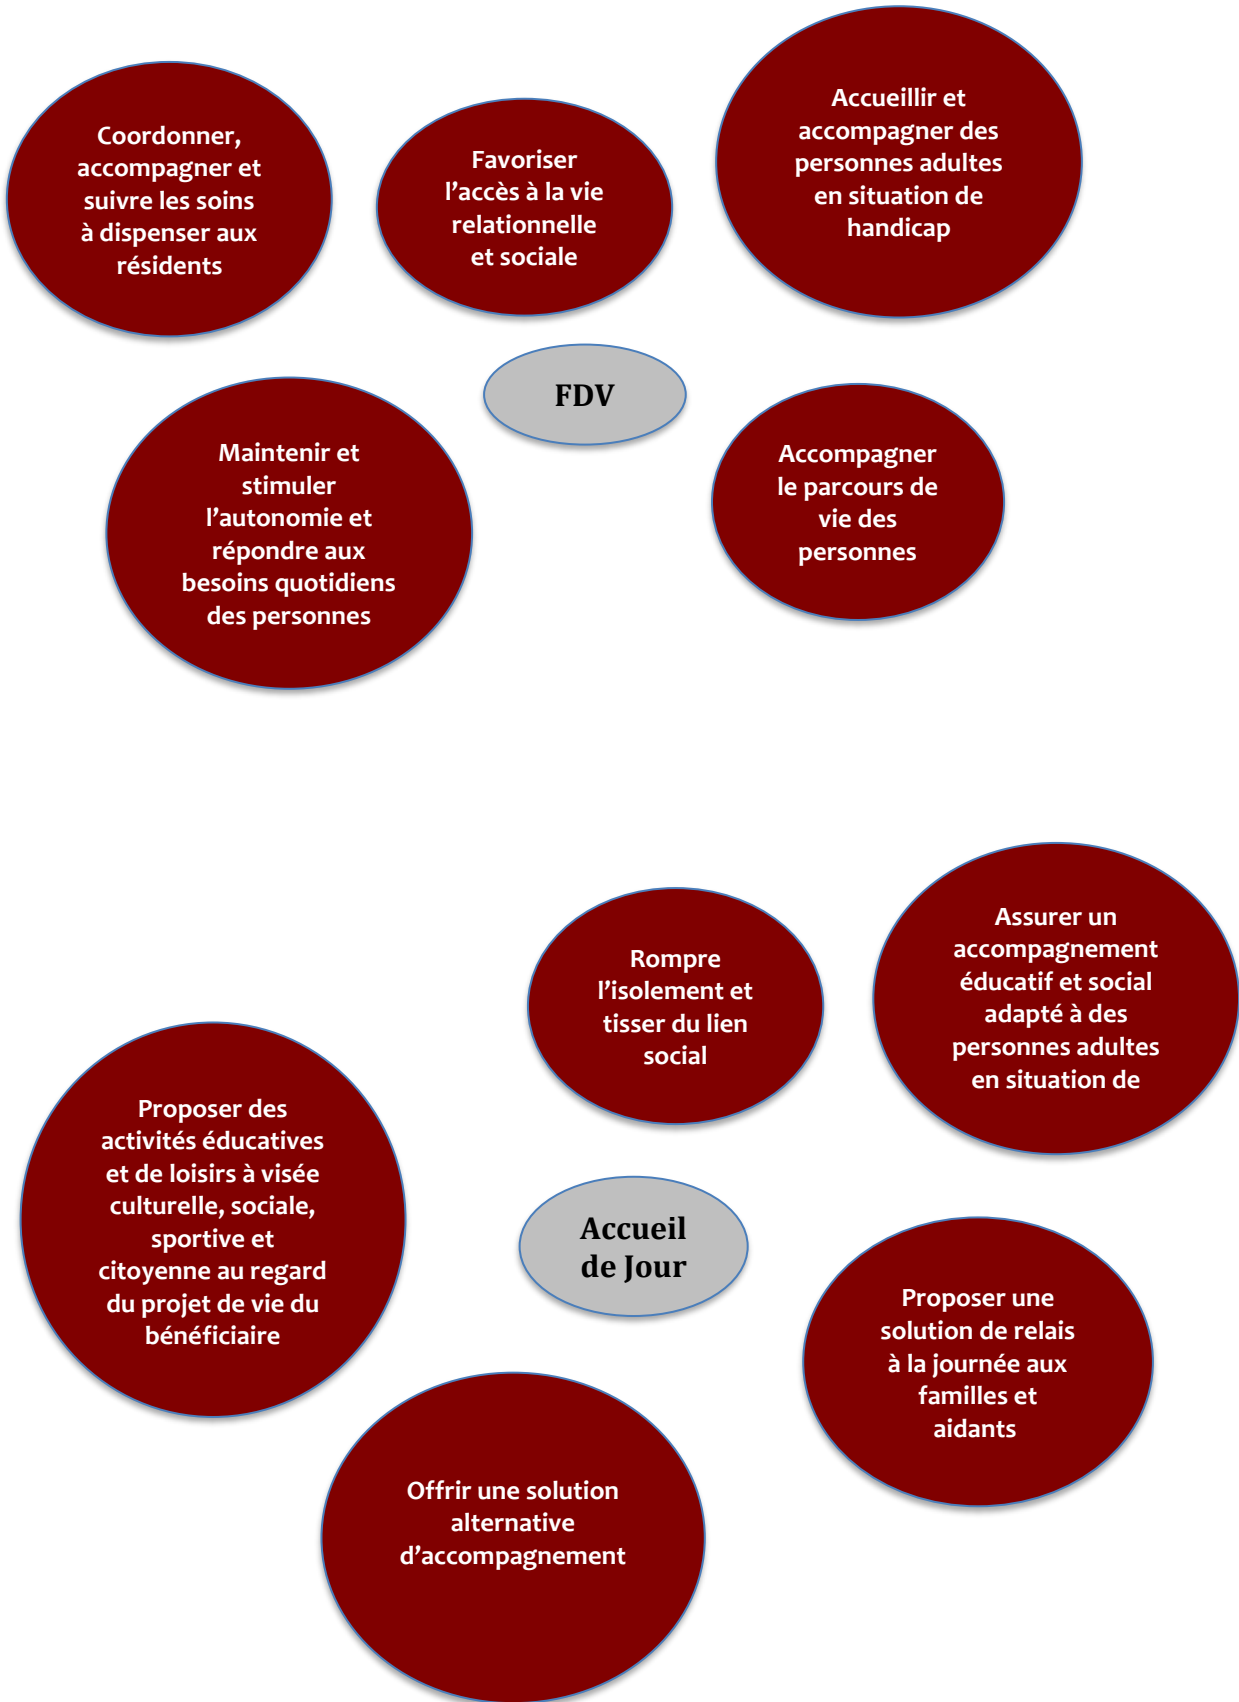 Coordonner,
accompagner et
suivre les soins
à dispenser aux
résidents
Favoriser
l’accès à la vie
relationnelle
et sociale
Accueillir et
accompagner des
personnes adultes
en situation de
handicap
FDV
Maintenir et
stimuler
l’autonomie et
répondre aux
besoins quotidiens
des personnes
Accompagner
le parcours de
vie des
personnes
Rompre
l’isolement et
tisser du lien
social
Assurer un
accompagnement
éducatif et social
adapté à des
personnes adultes
en situation de
Proposer des
activités éducatives
et de loisirs à visée
culturelle, sociale,
sportive et
citoyenne au regard
du projet de vie du
bénéficiaire
Accueil
de Jour
Proposer une
solution de relais
à la journée aux
familles et
aidants
Offrir une solution
alternative
d’accompagnement